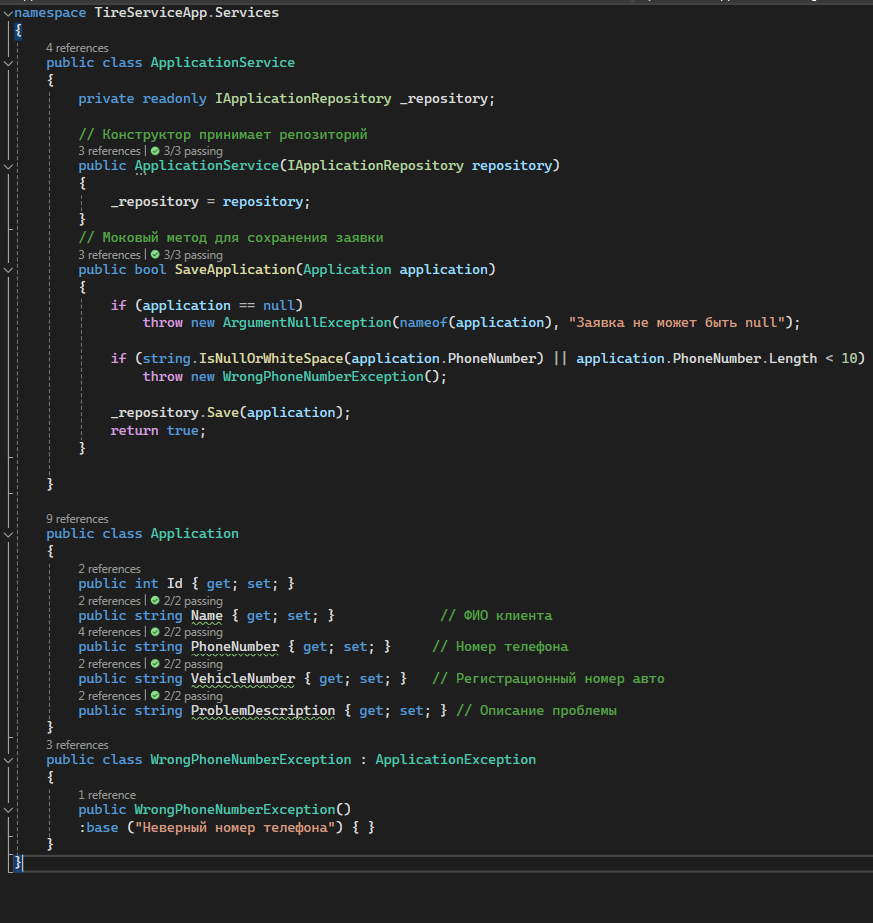 namespace TireServiceApp.Services
{
4 references
public class ApplicationService
{
private readonly IApplicationRepository _repository;
// Конструктор принимает репозиторий
3 references | 3/3 passing
public ApplicationService(IApplicationRepository repository)
{
_repository = repository;
}
// Моковый метод для сохранения заявки
3 references | 3/3 passing
public bool SaveApplication(Application application)
{
if (application == null)
throw new ArgumentNullException(nameof(application), "Заявка не может быть null");
if (string.IsNullOrWhiteSpace(application.PhoneNumber) || application.PhoneNumber.Length < 10)
throw new WrongPhoneNumberException();
_repository.Save(application);
return true;
}
}
9 references
public class Application
{
2 references
public int Id { get; set; }
2 references | 2/2 passing
public string Name { get; set; } // ФИО клиента
4 references | 2/2 passing
public string PhoneNumber { get; set; } // Номер телефона
2 references | 2/2 passing
public string VehicleNumber { get; set; } // Регистрационный номер авто
2 references | 2/2 passing
public string ProblemDescription { get; set; } // Описание проблемы
}
3 references
public class WrongPhoneNumberException : ApplicationException
{
1 reference
public WrongPhoneNumberException()
:base ("Неверный номер телефона") { }
}
}